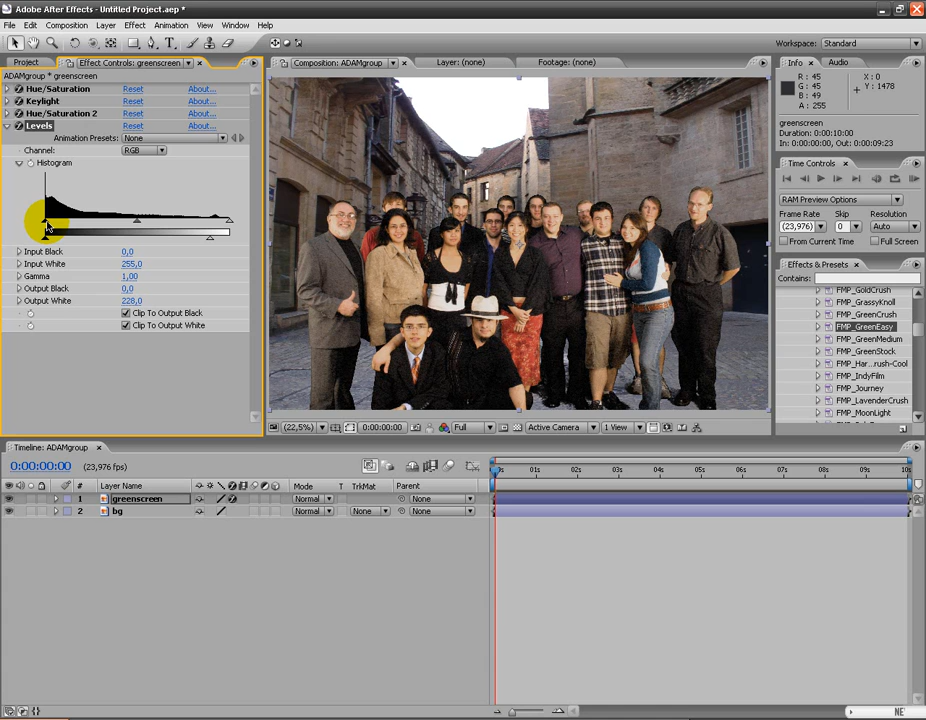 Adobe After Effects - Untitled Project.aep *
File Edit Composition Layer Effect Animation View Window Help
Workspace: Standard
Project Effect Controls: greenscreen
ADAMgroup * greenscreen
Hue/Saturation Reset About...
Keylight Reset About...
Hue/Saturation 2 Reset About...
Levels Reset About...
Animation Presets: None
Channel: RGB
Histogram
Input Black 0,0
Input White 255,0
Gamma 1,00
Output Black 0,0
Output White 228,0
Clip To Output Black
Clip To Output White
Composition: ADAMgroup Layer: (none) Footage: (none)
(22,5%) 0:00:00:00 Full Active Camera 1 View
Info Audio
R : 45
G : 45
B : 49
A : 255
X : 0
Y : 1478
greenscreen
Duration: 0:00:10:00
In: 0:00:00:00, Out: 0:00:09:23
Time Controls
RAM Preview Options
Frame Rate Skip Resolution
(23,976) 0 Auto
From Current Time Full Screen
Effects & Presets
Contains:
FMP_GoldCrush
FMP_GrassyKnoll
FMP_GreenCrush
FMP_GreenEasy
FMP_GreenMedium
FMP_GreenStock
FMP_Har...rush-Cool
FMP_IndyFilm
FMP_Journey
FMP_LavenderCrush
FMP_MoonLight
Timeline: ADAMgroup
0:00:00:00 (23,976 fps)
# Layer Name Mode T TrkMat Parent
1 greenscreen Normal None
2 bg Normal None None
01s 02s 03s 04s 05s 06s 07s 08s 09s 10s
NE